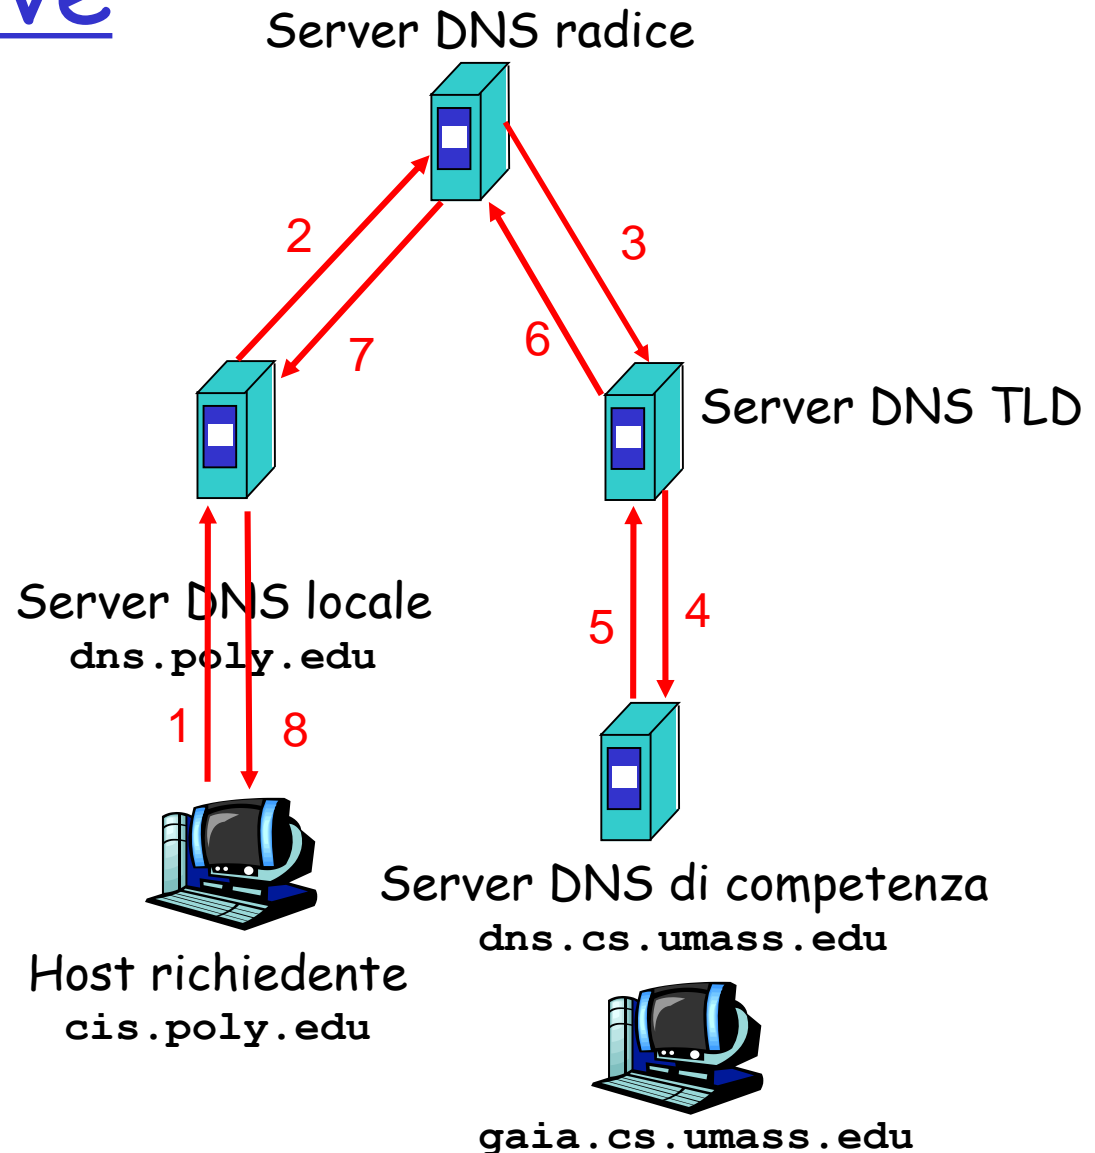 Server DNS radice
2
3
7
6
Server DNS TLD
Server DNS locale
dns.poly.edu
5
4
1
8
Server DNS di competenza
dns.cs.umass.edu
Host richiedente
cis.poly.edu
gaia.cs.umass.edu